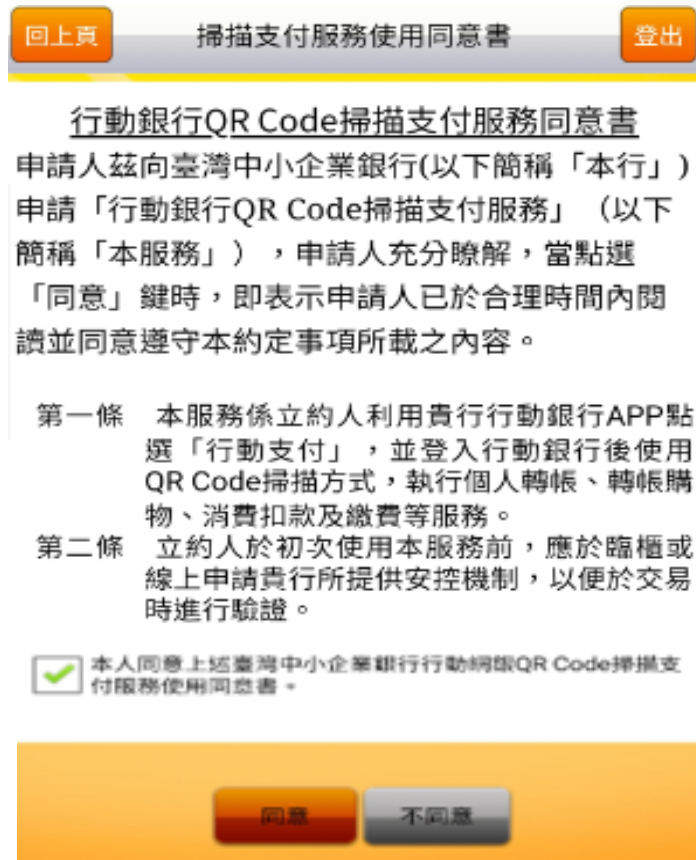 回上頁 掃描支付服務使用同意書 登出
行動銀行QR Code掃描支付服務同意書
申請人茲向臺灣中小企業銀行(以下簡稱「本行」)
申請「行動銀行QR Code掃描支付服務」（以下
簡稱「本服務」），申請人充分瞭解，當點選
「同意」鍵時，即表示申請人已於合理時間內閱
讀並同意遵守本約定事項所載之內容。
第一條 本服務係立約人利用貴行行動銀行APP點
選「行動支付」，並登入行動銀行後使用
QR Code掃描方式，執行個人轉帳、轉帳購
物、消費扣款及繳費等服務。
第二條 立約人於初次使用本服務前，應於臨櫃或
線上申請貴行所提供安控機制，以便於交易
時進行驗證。
本人同意上述臺灣中小企業銀行行動網銀QR Code掃描支
付服務使用同意書。
同意 不同意